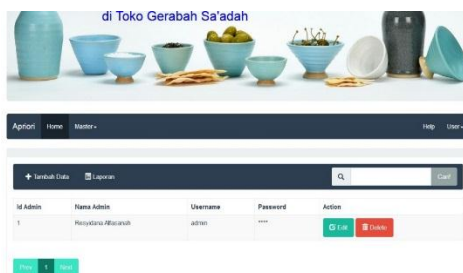 di Toko Gerabah Sa'adah
Apriori Home Master Help User
Tambah Data Laporan Cari!
Id Admin Nama Admin Username Password Action
1 admin **** Edit Delete
Prev 1 Next